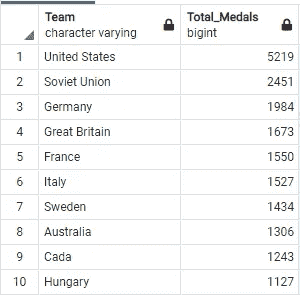 Team Total_Medals
character varying bigint
1 United States 5219
2 Soviet Union 2451
3 Germany 1984
4 Great Britain 1673
5 France 1550
6 Italy 1527
7 Sweden 1434
8 Australia 1306
9 Cada 1243
10 Hungary 1127